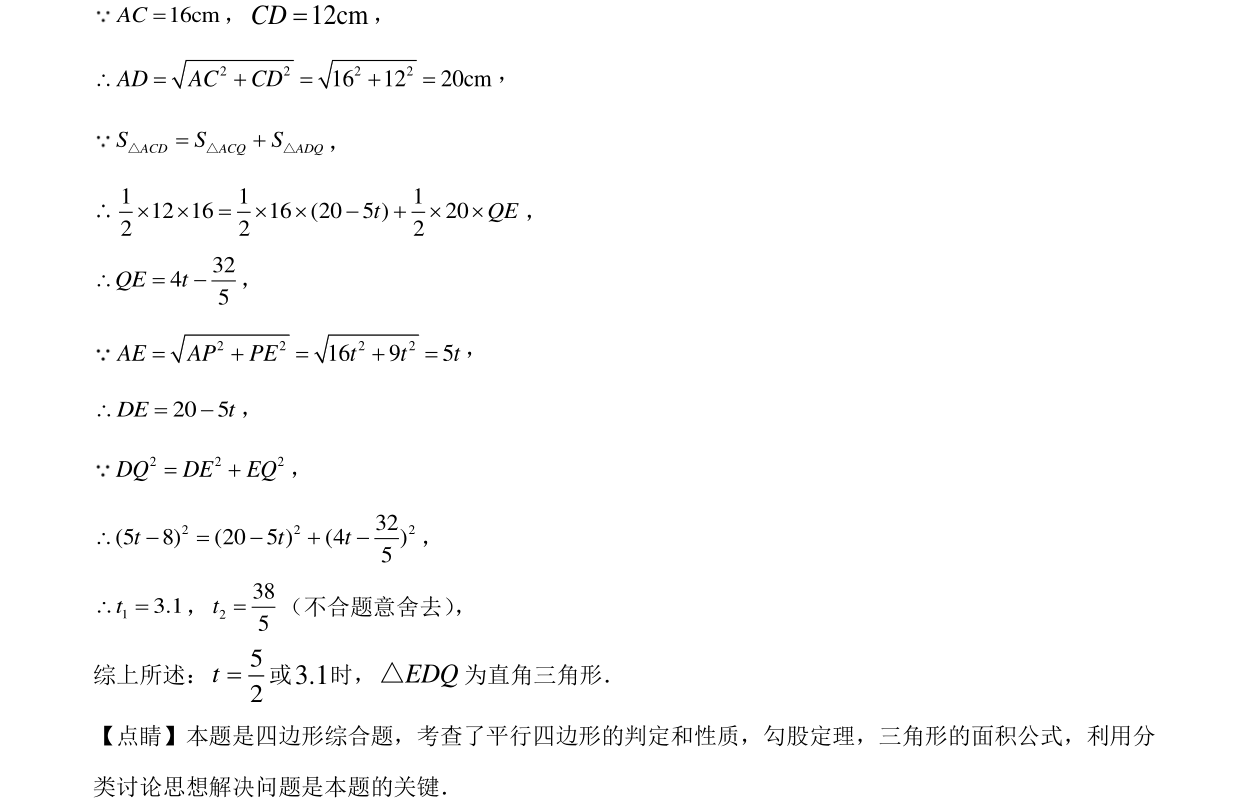 ∵AC=16cm，CD=12cm，
∴AD=√(AC²+CD²)=√(16²+12²)=20cm，
∵S△ACD=S△ACQ+S△ADQ，
∴1/2×12×16=1/2×16×(20−5t)+1/2×20×QE，
∴QE=4t−32/5，
∵AE=√(AP²+PE²)=√(16t²+9t²)=5t，
∴DE=20−5t，
∵DQ²=DE²+EQ²，
∴(5t−8)²=(20−5t)²+(4t−32/5)²，
∴t₁=3.1，t₂=38/5（不合题意舍去），
综上所述：t=5/2或3.1时，△EDQ为直角三角形．
【点睛】本题是四边形综合题，考查了平行四边形的判定和性质，勾股定理，三角形的面积公式，利用分
类讨论思想解决问题是本题的关键．